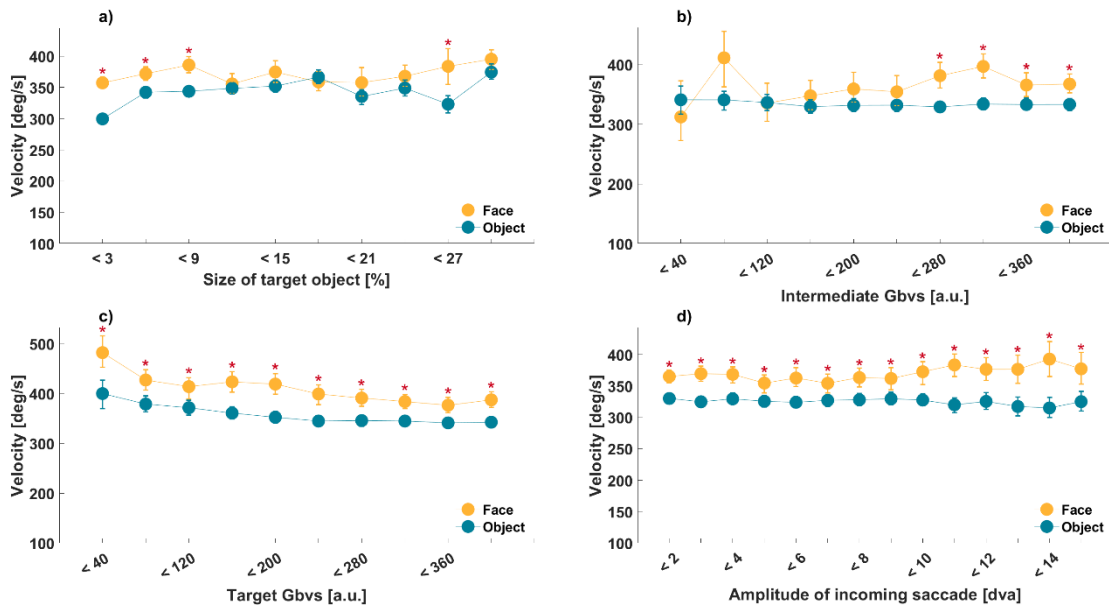 a)
Velocity [deg/s]
400
350
300
250
200
150
100
* * * *
Face
Object
< 3 < 9 < 15 < 21 < 27
Size of target object [%]
b)
Velocity [deg/s]
400
300
200
100
* * * *
Face
Object
< 40 < 120 < 200 < 280 < 360
Intermediate Gbvs [a.u.]
c)
Velocity [deg/s]
500
400
300
200
100
* * * * * * * * * *
Face
Object
< 40 < 120 < 200 < 280 < 360
Target Gbvs [a.u.]
d)
Velocity [deg/s]
400
350
300
250
200
150
100
* * * * * * * * * * * * * *
Face
Object
< 2 < 4 < 6 < 8 < 10 < 12 < 14
Amplitude of incoming saccade [dva]